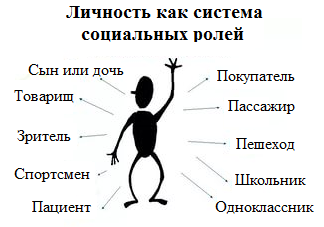 Личность как система
социальных ролей
Сын или дочь
Товарищ
Зритель
Спортсмен
Пациент
Покупатель
Пассажир
Пешеход
Школьник
Одноклассник